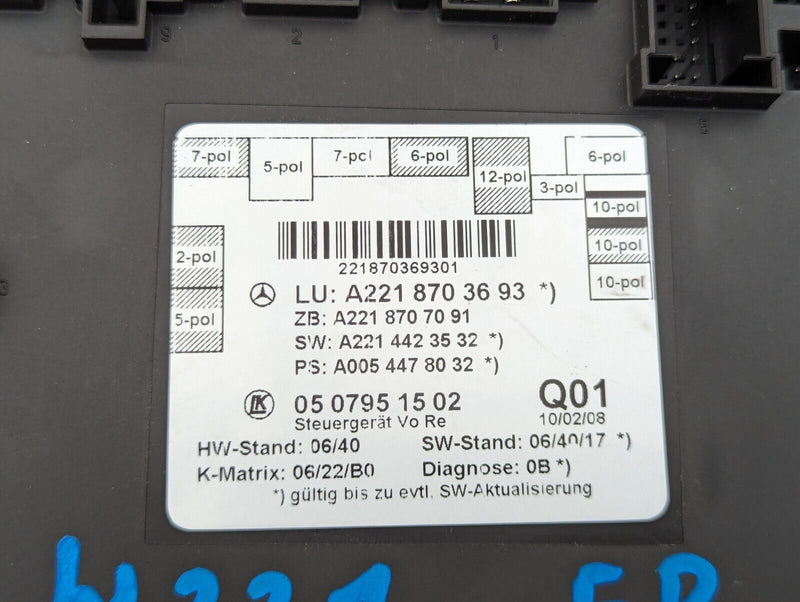 9 2 1
7-pol 5-pol 7-pol 6-pol 12-pol 3-pol 6-pol
10-pol
10-pol
10-pol
2-pol
5-pol
221870369301
LU: A221 870 36 93 *)
ZB: A221 870 70 91
SW: A221 442 35 32 *)
PS: A005 447 80 32 *)
LK 05 0795 15 02 Q01
Steuergerät Vo Re 10/02/08
HW-Stand: 06/40 SW-Stand: 06/40/17 *)
K-Matrix: 06/22/B0 Diagnose: 0B *)
*) gültig bis zu evtl. SW-Aktualisierung
W221